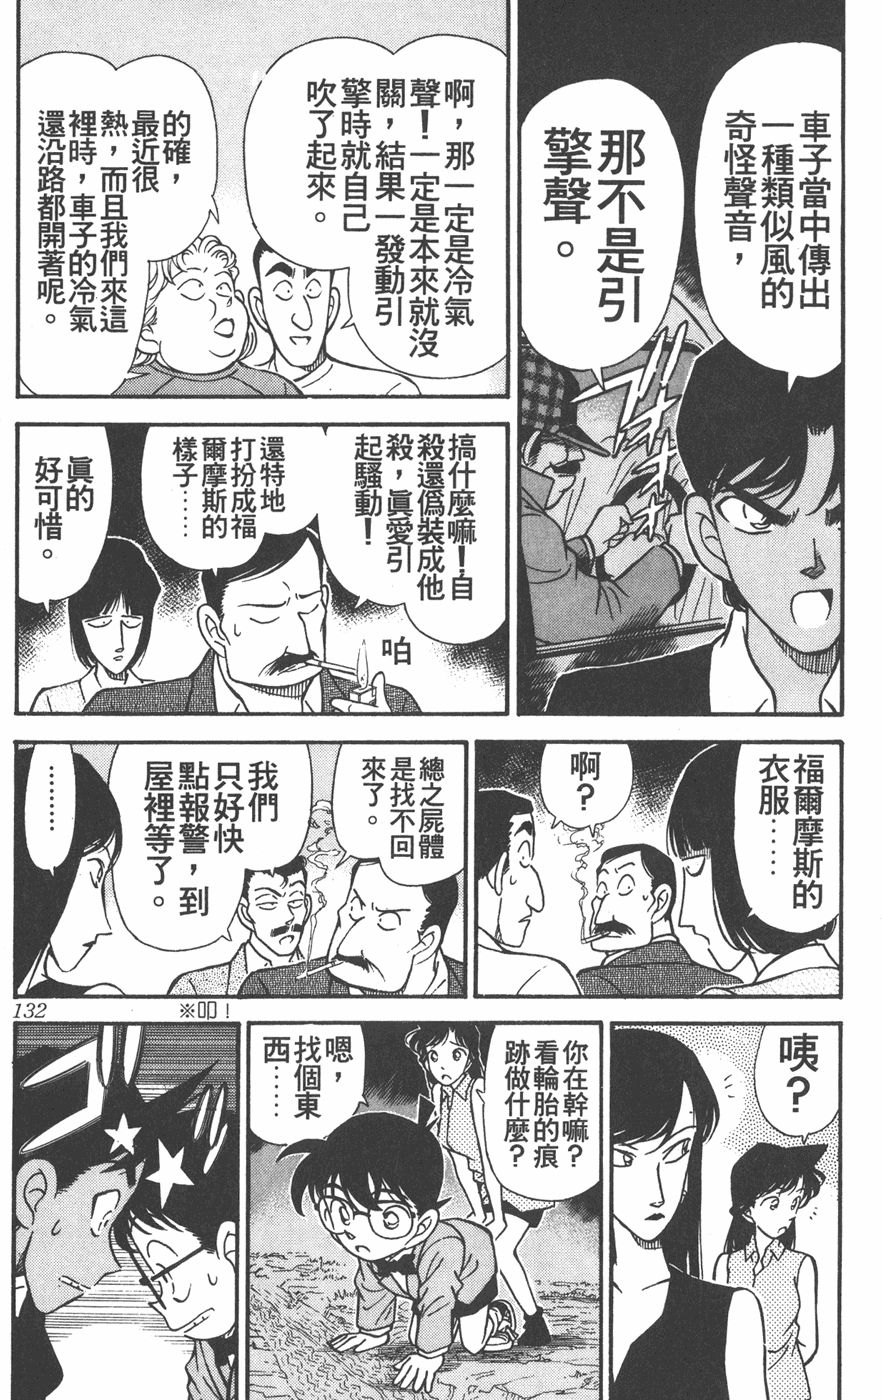 車子當中傳出
一種類似風的
奇怪聲音，
那不是引
擎聲。
啊，那一定是冷氣
聲！一定是本來就沒
關，結果一發動引
擎時就自己
吹了起來。
的確，
最近很
熱，而且我們來這
裡時，車子的冷氣
還沿路都開著呢。
搞什麼嘛！自
殺還偽裝成他
殺，真愛引
起騷動！
還特地
打扮成福
爾摩斯的
樣子……
啪
真的
好可惜。
福爾摩斯的
衣服……
啊？
總之屍體
是找不回
來了。
我們
只好快
點報警，到
屋裡等了。
……
132
※叩！
咦？
你在幹嘛？
看輪胎的痕
跡做什麼？
嗯，
找個東
西……